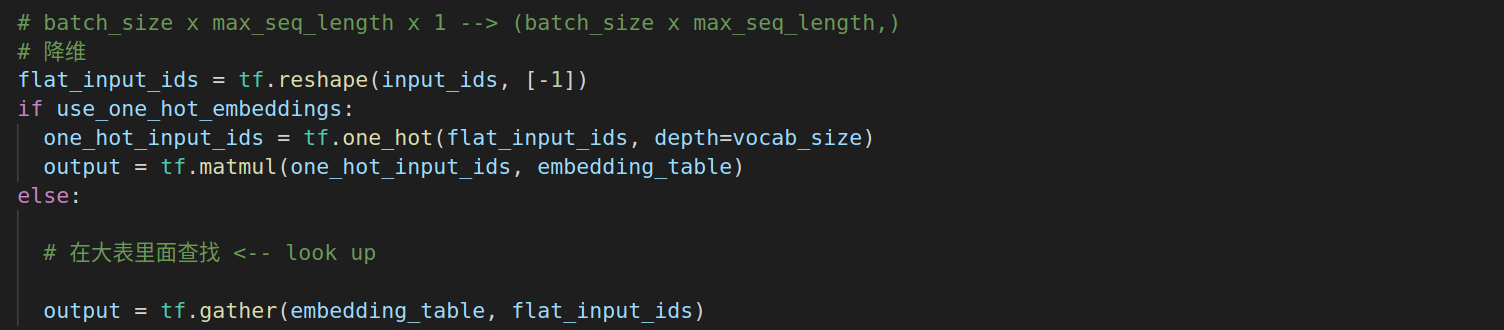 # batch_size x max_seq_length x 1 --> (batch_size x max_seq_length,)
# 降维
flat_input_ids = tf.reshape(input_ids, [-1])
if use_one_hot_embeddings:
  one_hot_input_ids = tf.one_hot(flat_input_ids, depth=vocab_size)
  output = tf.matmul(one_hot_input_ids, embedding_table)
else:
  # 在大表里面查找 <-- look up
  output = tf.gather(embedding_table, flat_input_ids)